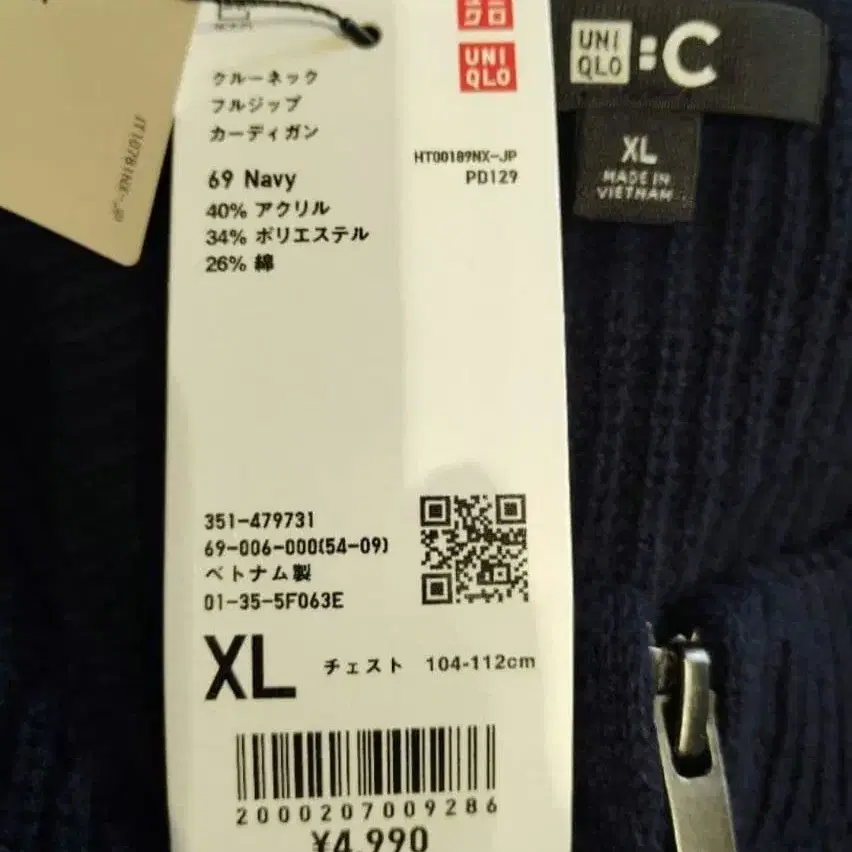 クルーネック
フルジップ
カーディガン
69 Navy
40% アクリル
34% ポリエステル
26% 綿
ユニ
クロ
UNI
QLO
HT00189NX-JP
PD129
351-479731
69-006-000(54-09)
ベトナム製
01-35-5F063E
XL チェスト 104-112cm
2000207009286
¥4,990
UNI
QLO :C
XL
MADE IN
VIETNAM
IT10781NX-JP